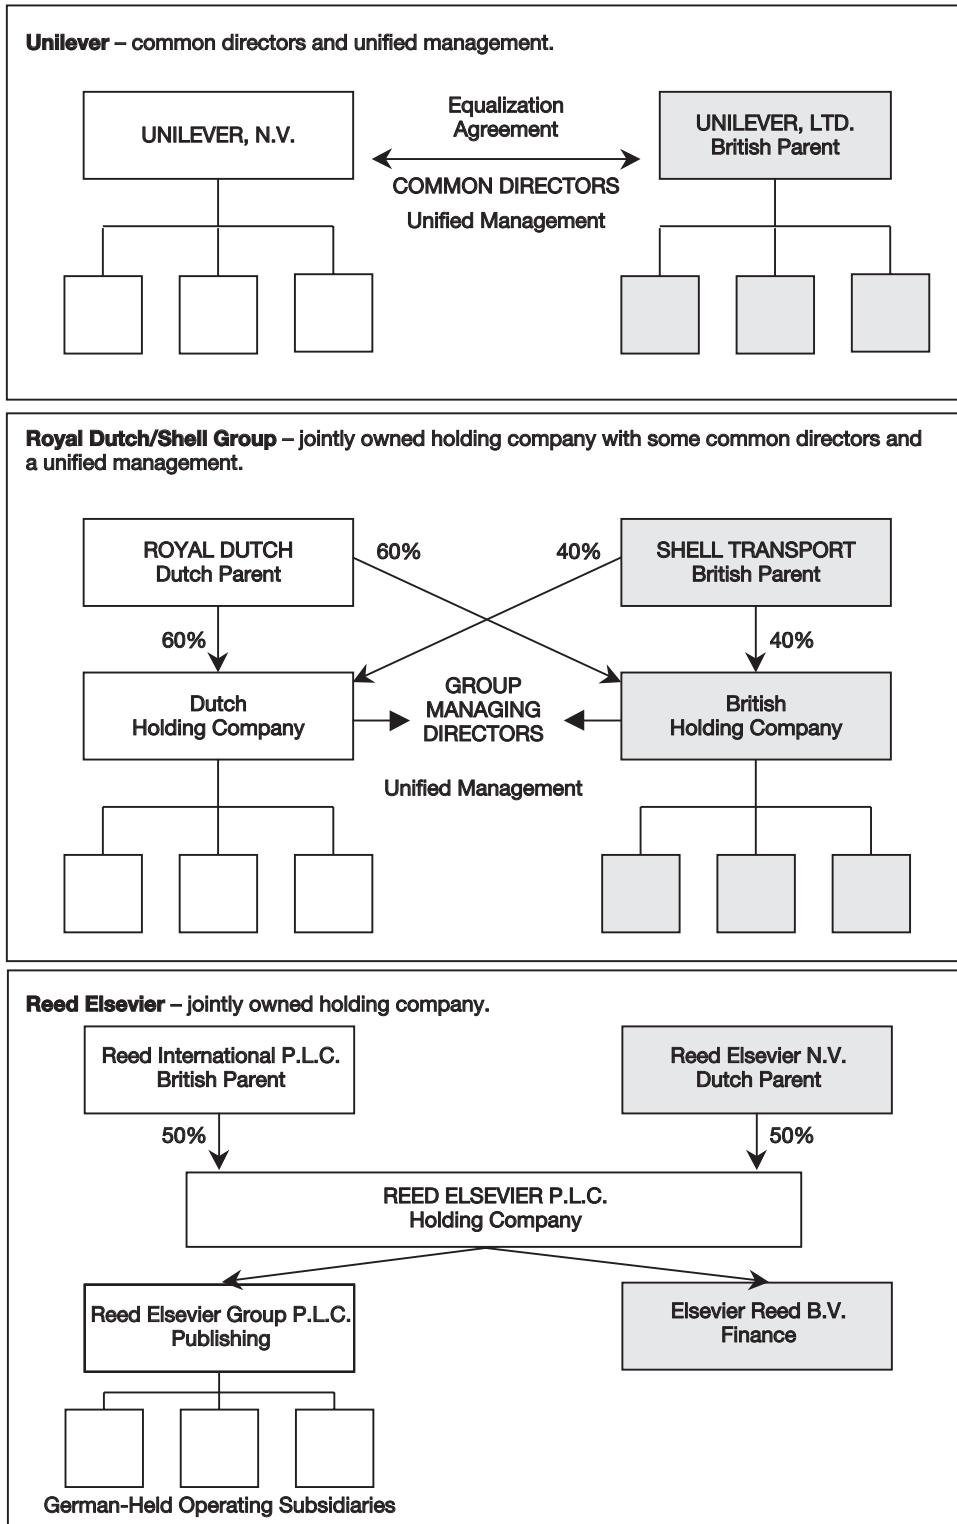 Unilever – common directors and unified management.
UNILEVER, N.V.
Equalization
Agreement
COMMON DIRECTORS
Unified Management
UNILEVER, LTD.
British Parent
Royal Dutch/Shell Group – jointly owned holding company with some common directors and
a unified management.
ROYAL DUTCH
Dutch Parent
60%
40%
SHELL TRANSPORT
British Parent
60%
40%
Dutch
Holding Company
GROUP
MANAGING
DIRECTORS
British
Holding Company
Unified Management
Reed Elsevier – jointly owned holding company.
Reed International P.L.C.
British Parent
Reed Elsevier N.V.
Dutch Parent
50%
50%
REED ELSEVIER P.L.C.
Holding Company
Reed Elsevier Group P.L.C.
Publishing
Elsevier Reed B.V.
Finance
German-Held Operating Subsidiaries